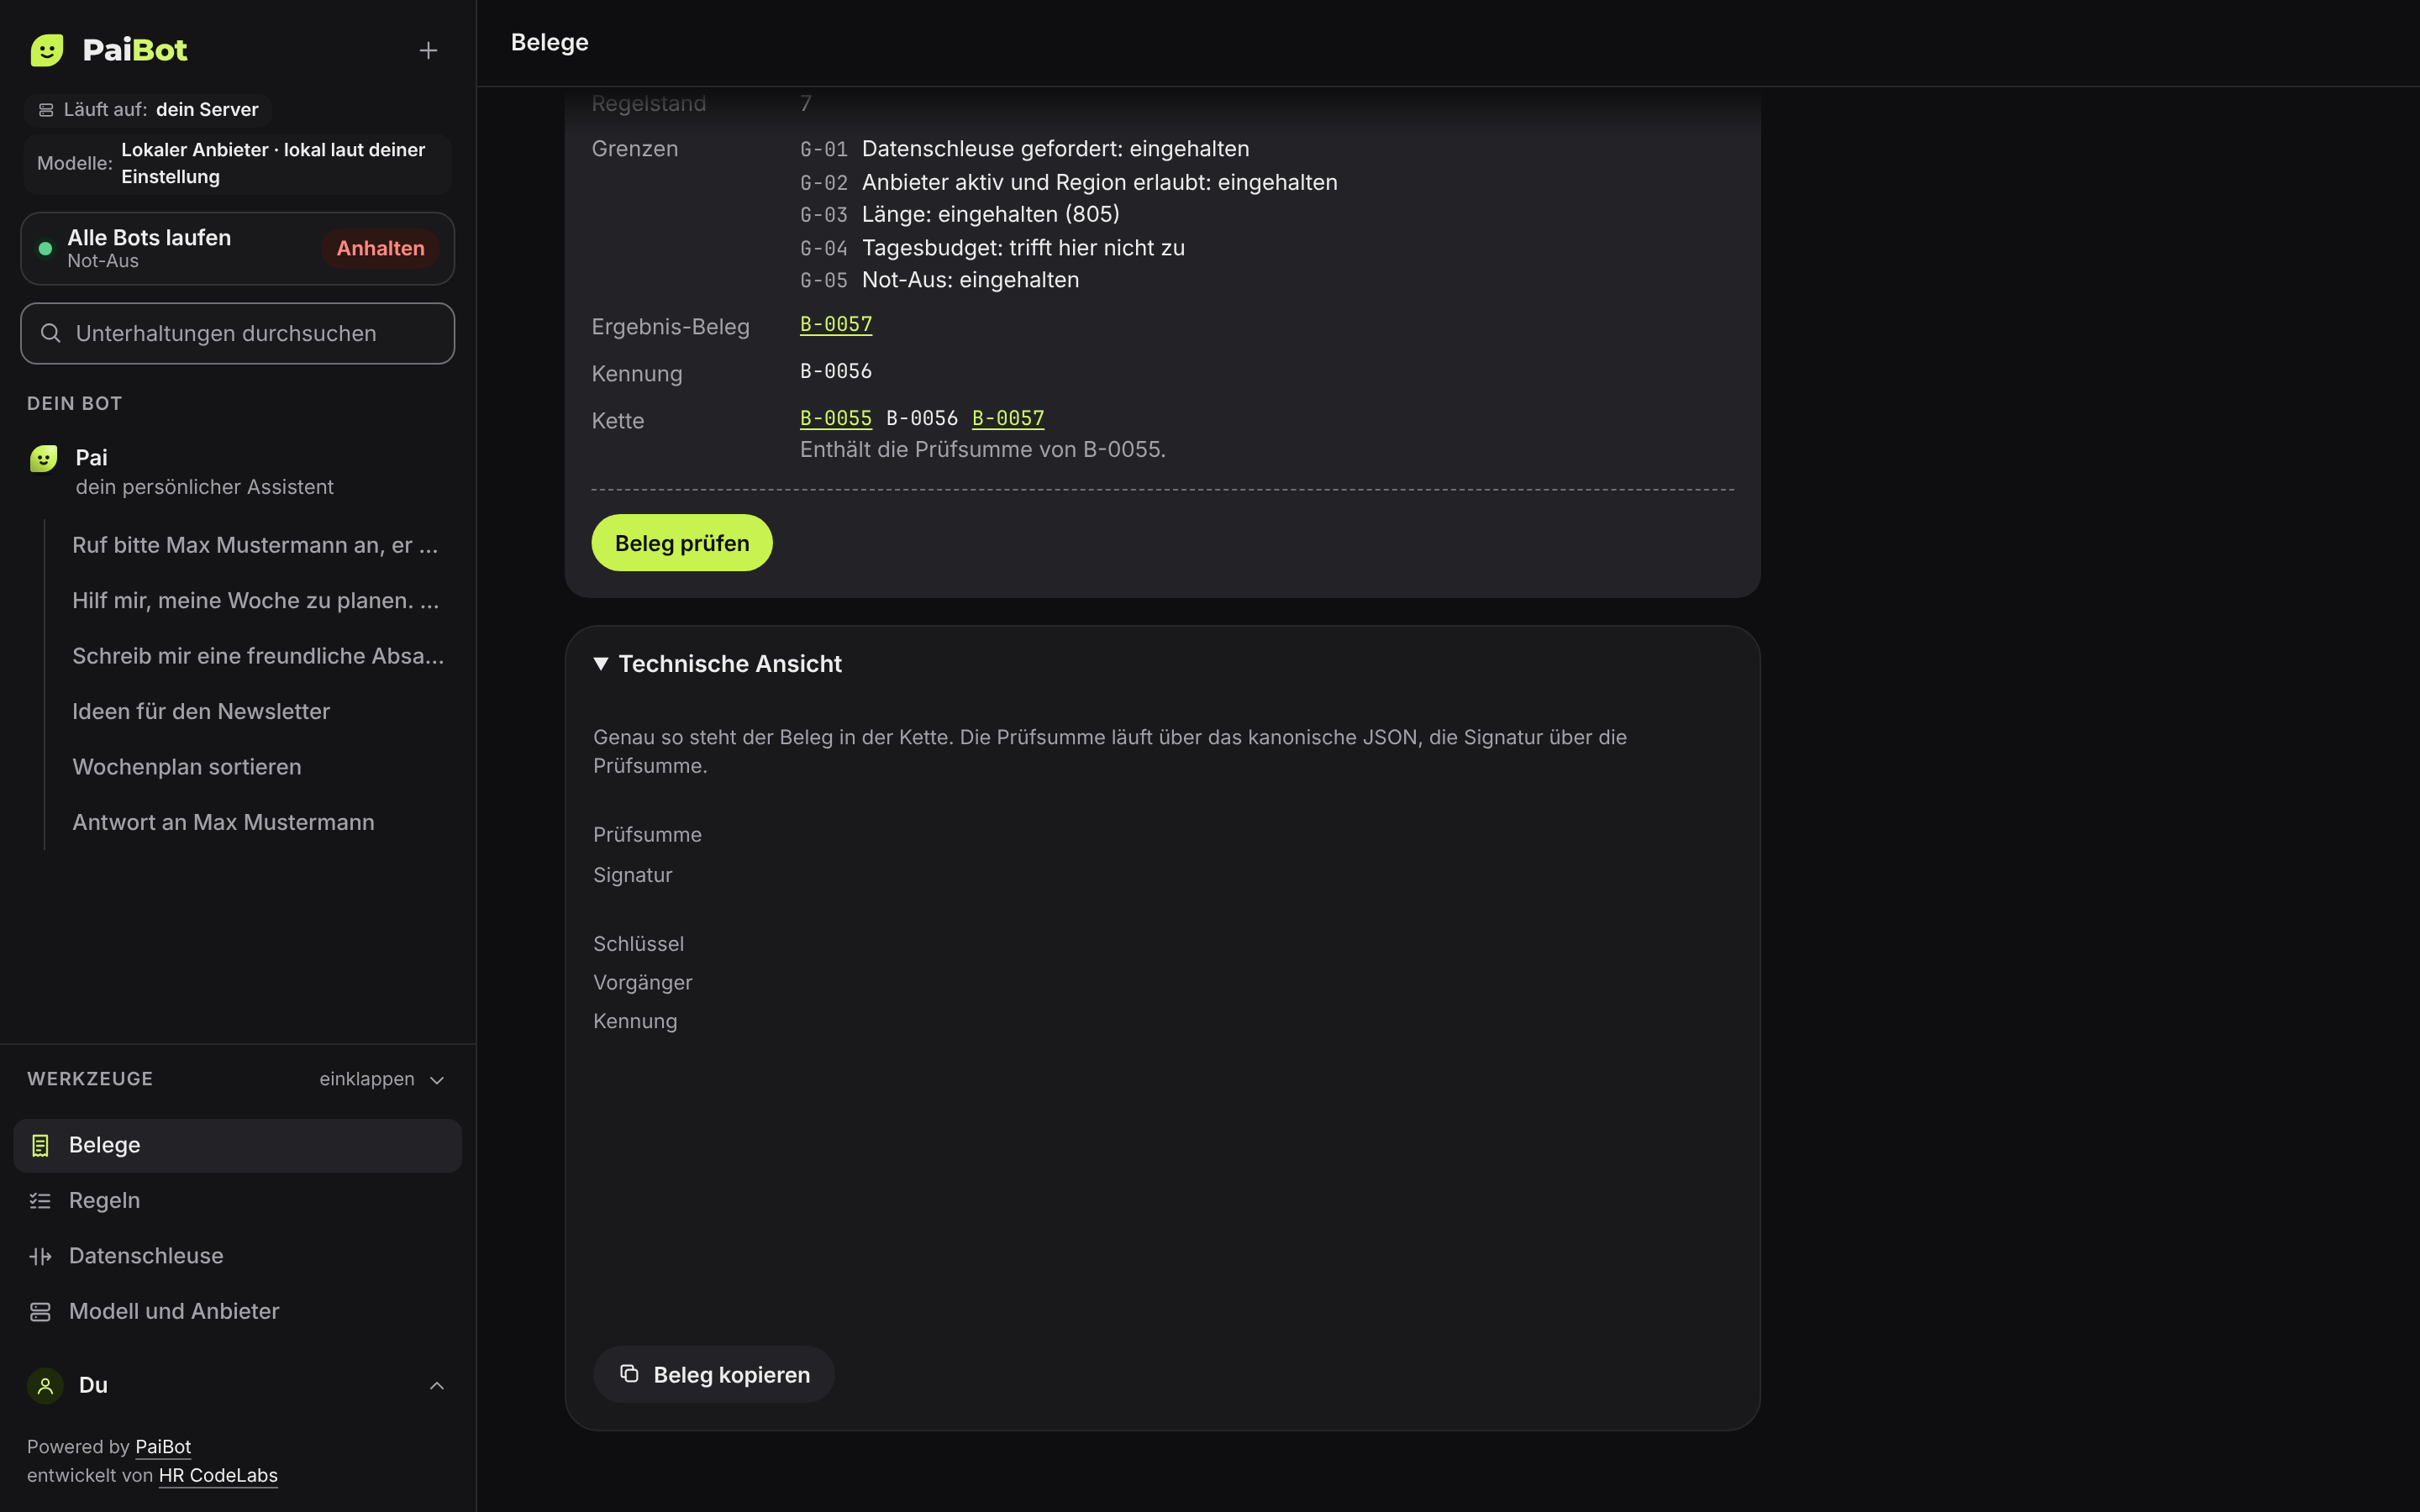 PaiBot
Läuft auf: dein Server
Modelle: Lokaler Anbieter · lokal laut deiner Einstellung
Alle Bots laufen
Not-Aus
Anhalten
Unterhaltungen durchsuchen
DEIN BOT
Pai
dein persönlicher Assistent
Ruf bitte Max Mustermann an, er ...
Hilf mir, meine Woche zu planen. ...
Schreib mir eine freundliche Absa...
Ideen für den Newsletter
Wochenplan sortieren
Antwort an Max Mustermann
WERKZEUGE einklappen
Belege
Regeln
Datenschleuse
Modell und Anbieter
Du
Powered by PaiBot
entwickelt von HR CodeLabs
Belege
Regelstand 7
Grenzen G-01 Datenschleuse gefordert: eingehalten
G-02 Anbieter aktiv und Region erlaubt: eingehalten
G-03 Länge: eingehalten (805)
G-04 Tagesbudget: trifft hier nicht zu
G-05 Not-Aus: eingehalten
Ergebnis-Beleg B-0057
Kennung B-0056
Kette B-0055 B-0056 B-0057
Enthält die Prüfsumme von B-0055.
Beleg prüfen
Technische Ansicht
Genau so steht der Beleg in der Kette. Die Prüfsumme läuft über das kanonische JSON, die Signatur über die
Prüfsumme.
Prüfsumme
Signatur
Schlüssel
Vorgänger
Kennung
Beleg kopieren